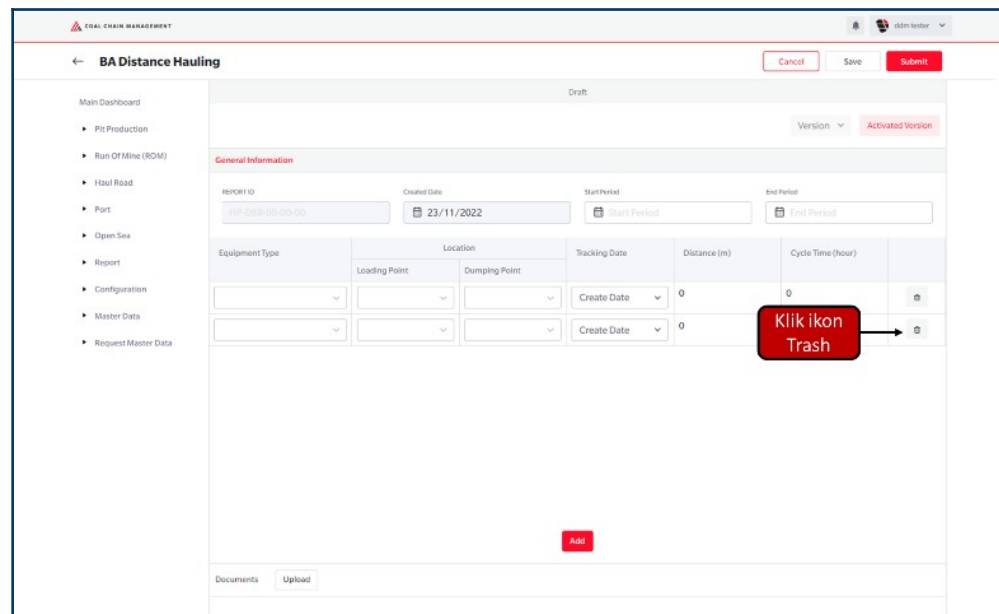 COAL CHAIN MANAGEMENT
ddm tester
BA Distance Hauling
Cancel
Save
Submit
Main Dashboard
Pit Production
Run Of Mine (ROM)
Haul Road
Port
Open Sea
Report
Configuration
Master Data
Request Master Data
Draft
Version
Activated Version
General Information
REPORT ID
Created Date
Start Period
End Period
23/11/2022
Start Period
End Period
Equipment Type
Location
Loading Point
Dumping Point
Tracking Date
Distance (m)
Cycle Time (hour)
Create Date
0
0
Create Date
0
Klik ikon
Trash
Add
Documents
Upload